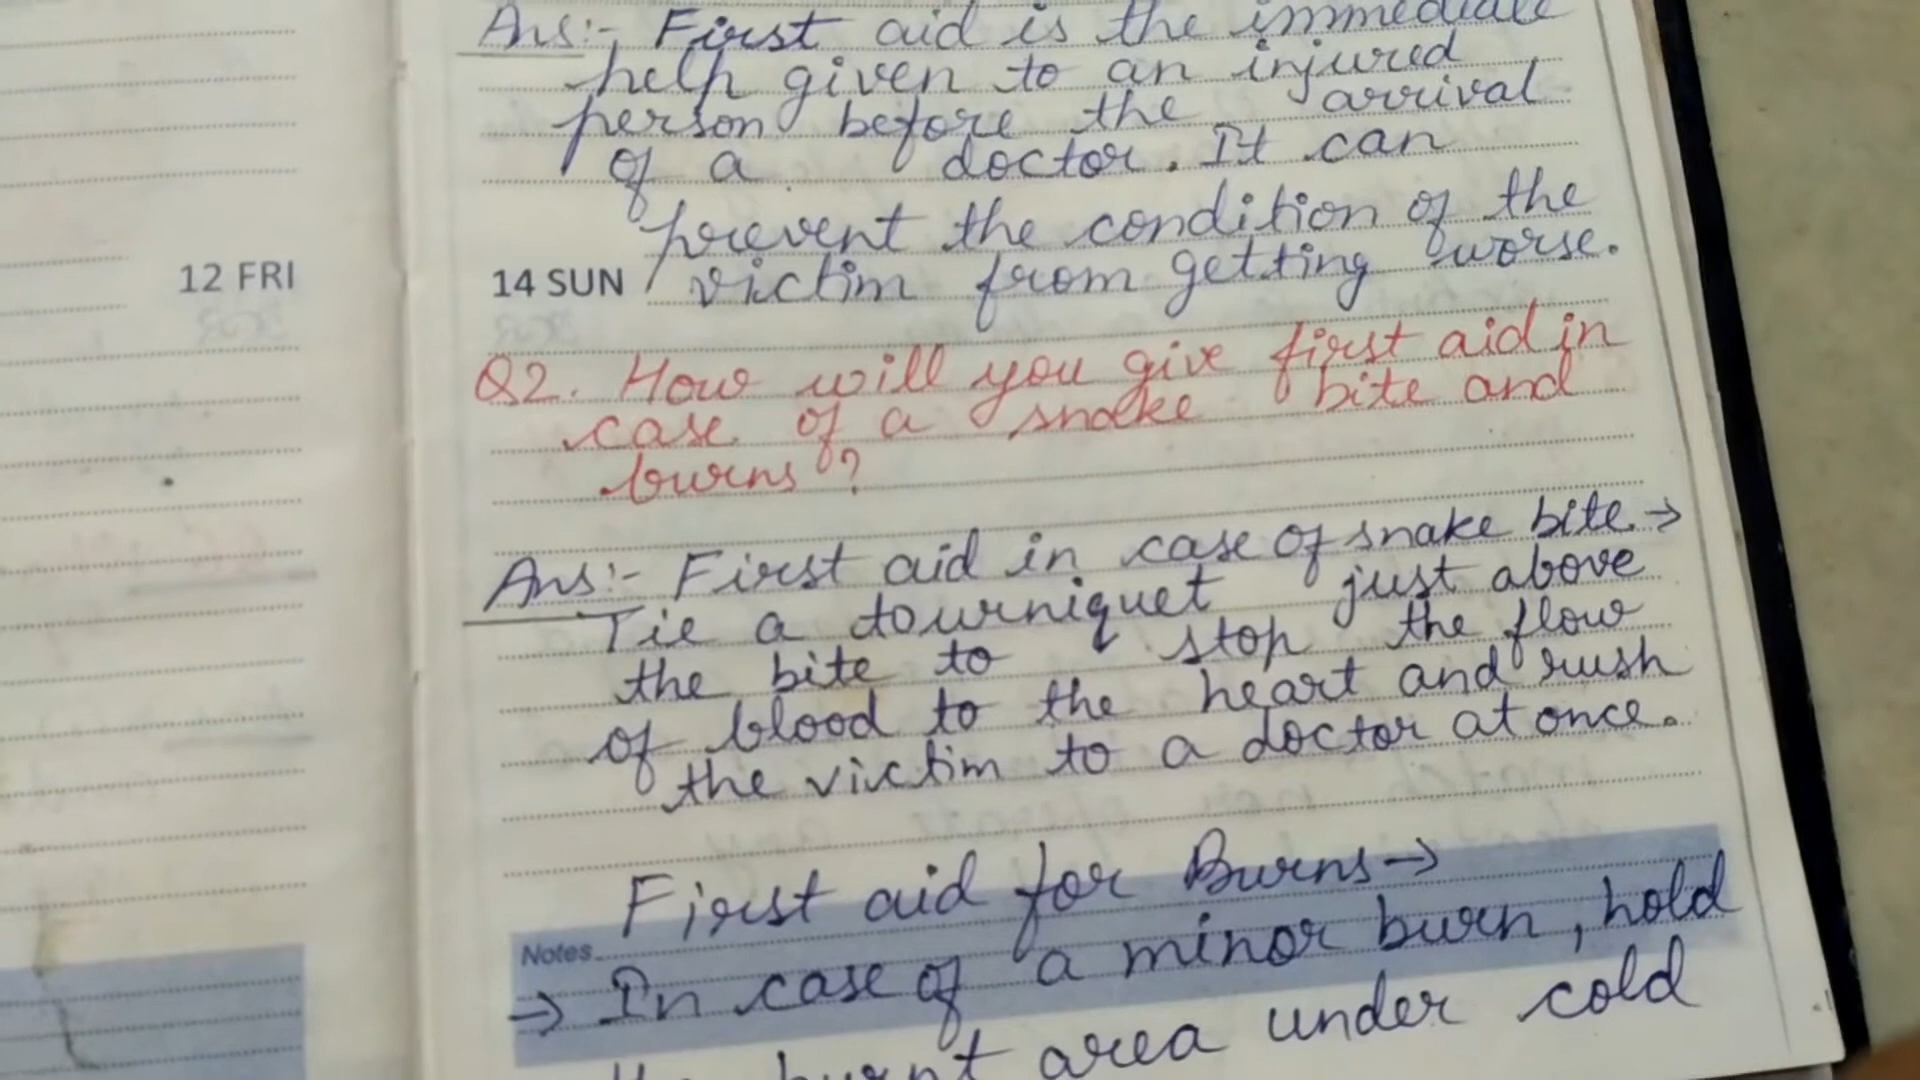 Ans:- First aid is the immediate
help given to an injured
person before the arrival
of a doctor. It can
prevent the condition of the
12 FRI
14 SUN victim from getting worse.
Q2. How will you give first aid in
case of a snake bite and
burns?
Ans:- First aid in case of snake bite →
Tie a tourniquet just above
the bite to stop the flow
of blood to the heart and rush
the victim to a doctor at once.
First aid for Burns →
Notes
→ In case of a minor burn, hold
burnt area under cold